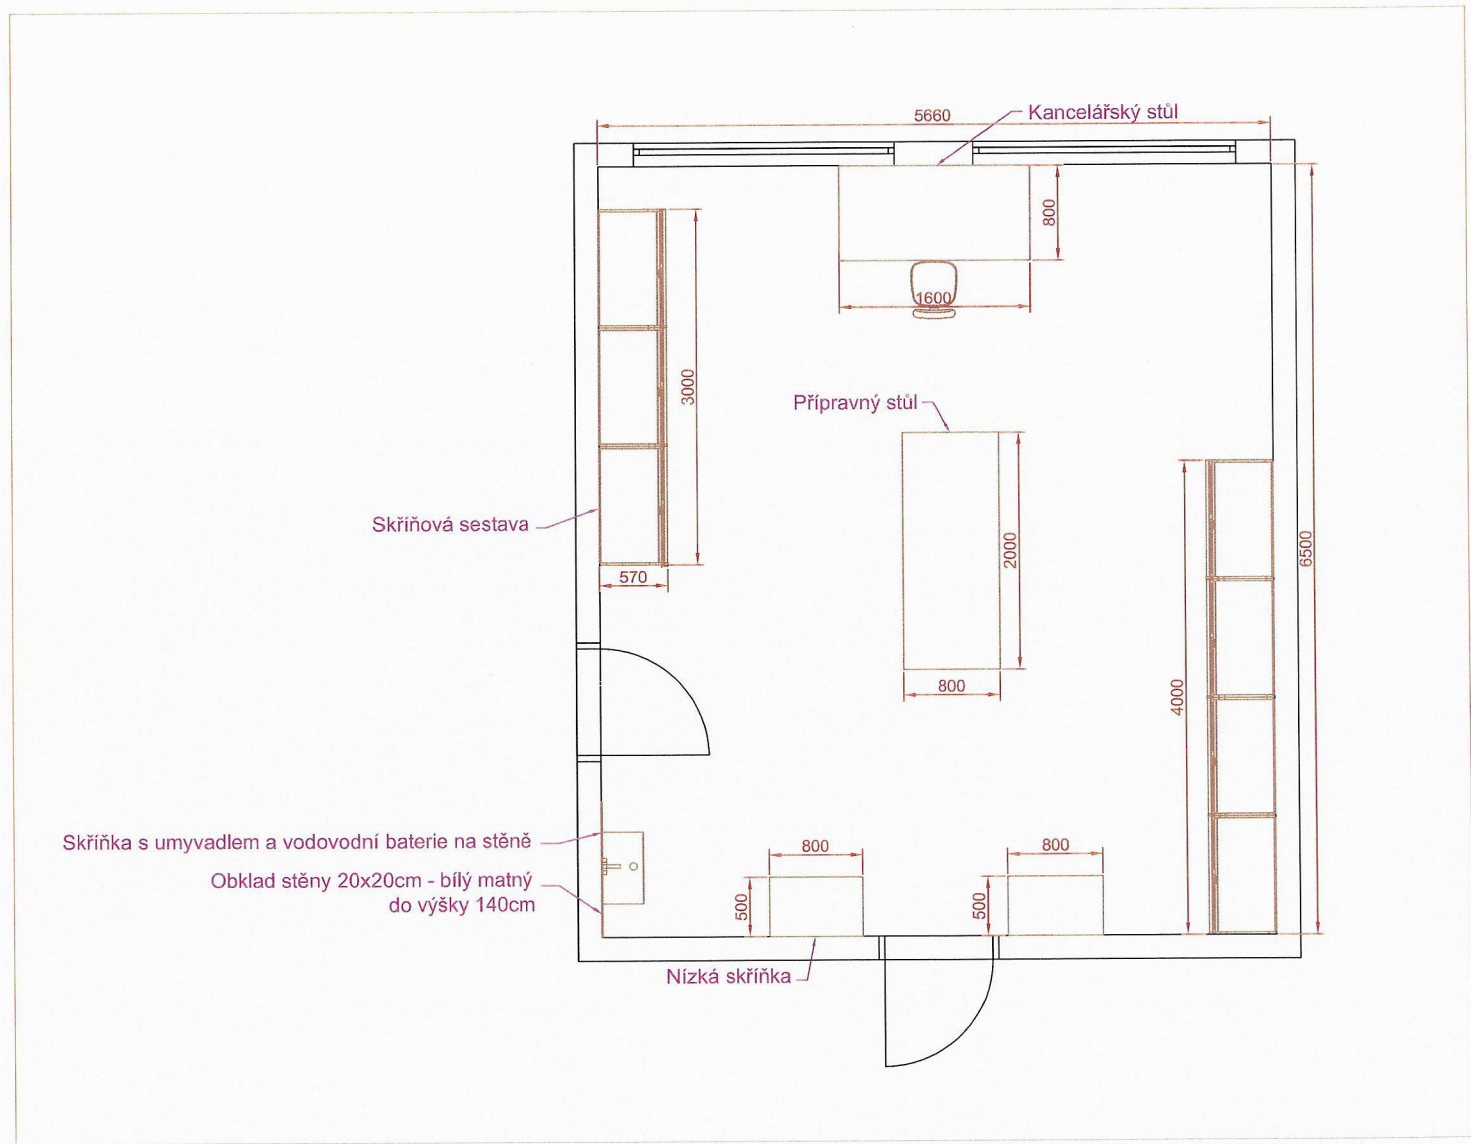 5660
Kancelářský stůl
800
1600
3000
Přípravný stůl
Skříňová sestava
570
2000
6500
800
4000
Skříňka s umyvadlem a vodovodní baterie na stěně
Obklad stěny 20x20cm - bílý matný
do výšky 140cm
800
800
500
500
Nízká skříňka